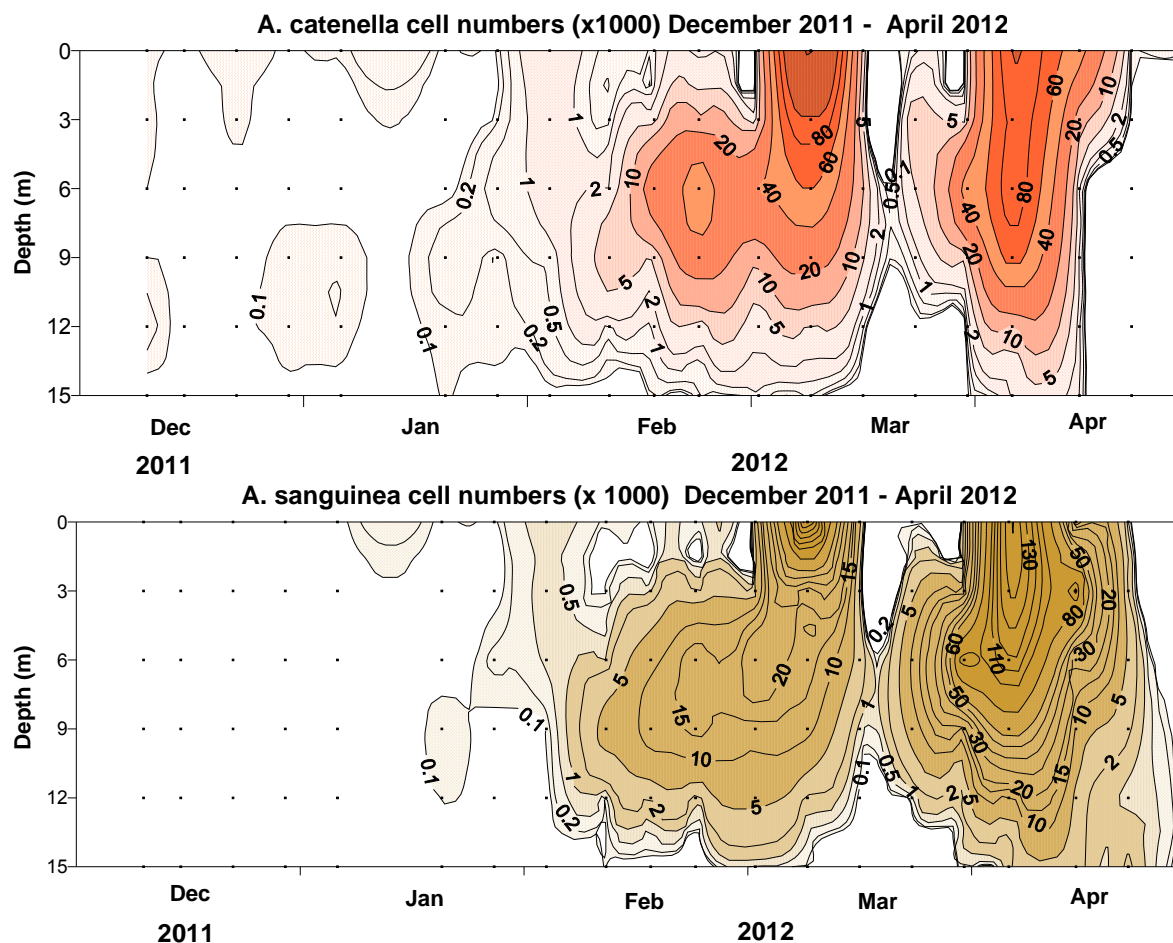 A. catenella cell numbers (x1000) December 2011 - April 2012
0
60 10
3 1 5 5 2
20 80 20
60 0.5
0.1
6 0.2 1 2 10 40 0.5 80
40
2 40
9 20 10 20
0.1 5 10 1
2
12 0.5 5 1
0.1 0.2 1 2 10
5
15
Depth (m)
Dec Jan Feb Mar Apr
2011 2012
A. sanguinea cell numbers (x 1000) December 2011 - April 2012
0
130 50
15
3 0.5 20
5 80
0.2
6 60 110 30
5 20 10
15 50 1 5
9 0.1 10
30
10 2
0.1 1 0.1 0.5 15
1 20
12 0.2 2 5 2 5 10
15
Depth (m)
Dec Jan Feb Mar Apr
2011 2012